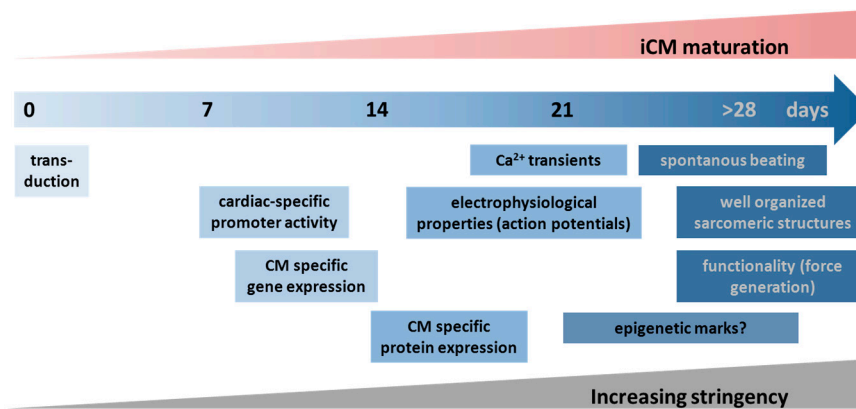 iCM maturation
0 7 14 21 >28 days
trans-
duction
Ca²⁺ transients
spontanous beating
cardiac-specific
promoter activity
electrophysiological
properties (action potentials)
well organized
sarcomeric structures
CM specific
gene expression
functionality (force
generation)
CM specific
protein expression
epigenetic marks?
Increasing stringency